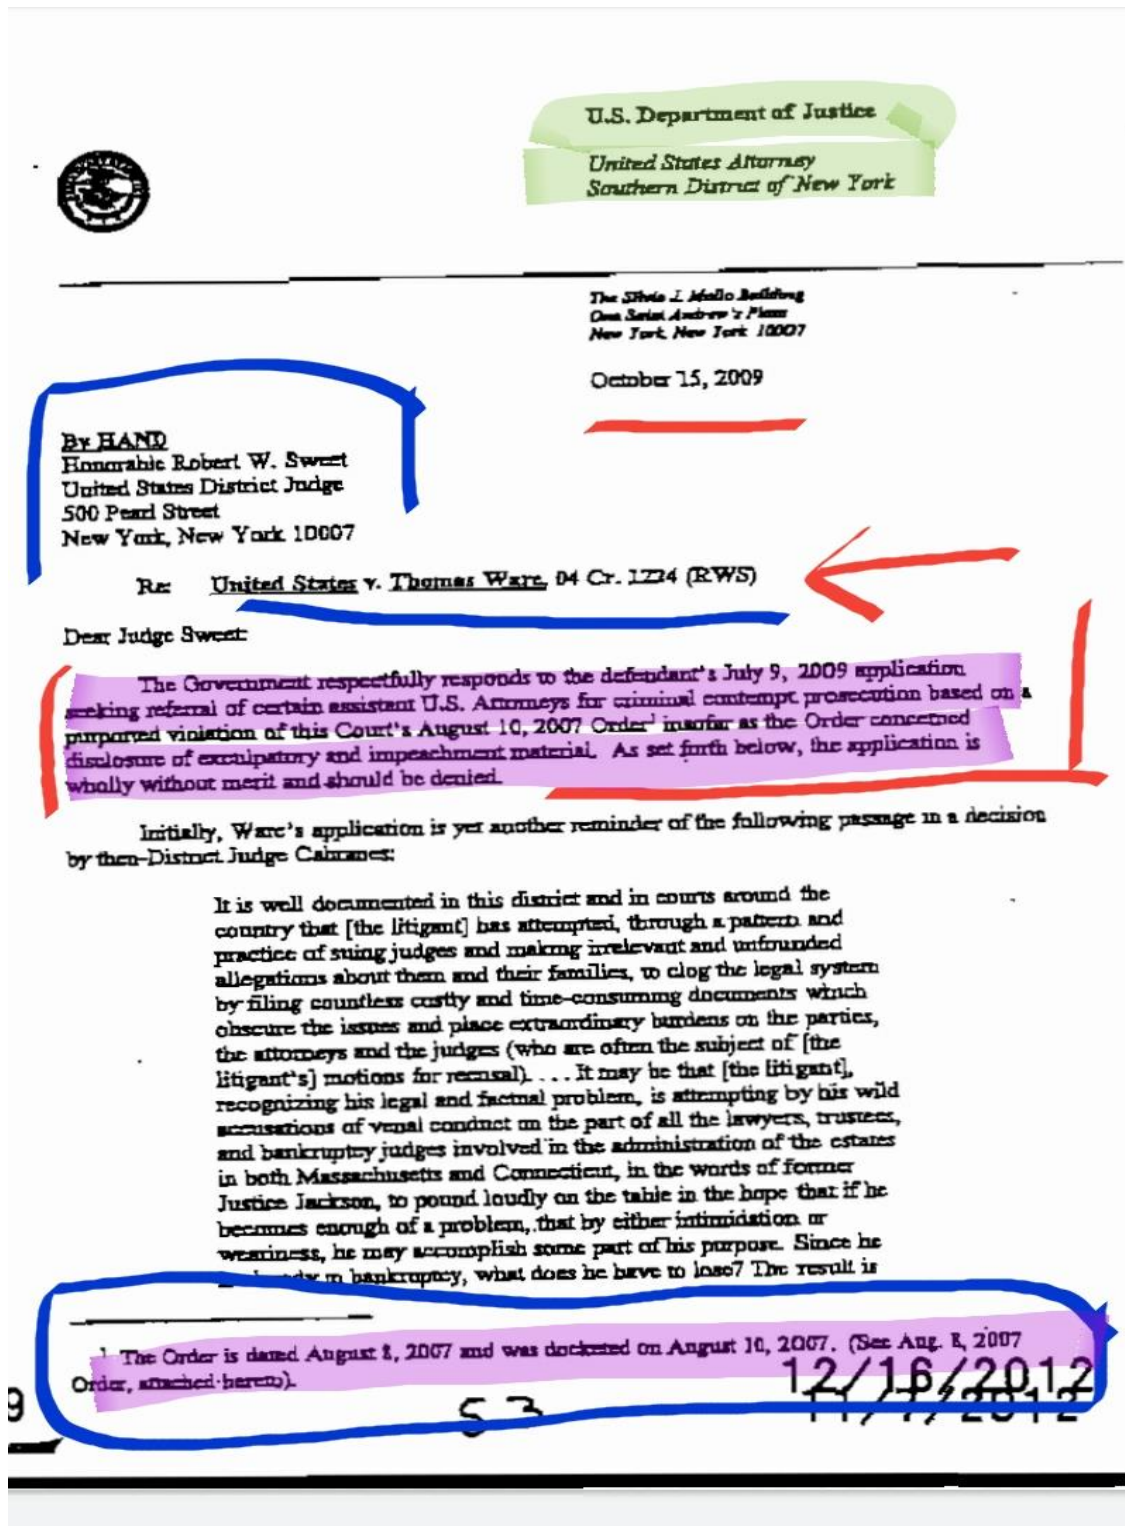 U.S. Department of Justice
United States Attorney
Southern District of New York
The Silvio J. Mollo Building
One Saint Andrew's Plaza
New York, New York 10007
October 15, 2009
By HAND
Honorable Robert W. Sweet
United States District Judge
500 Pearl Street
New York, New York 10007
Re: United States v. Thomas Ware, 04 Cr. 1224 (RWS)
Dear Judge Sweet:
The Government respectfully responds to the defendant's July 9, 2009 application
seeking referral of certain assistant U.S. Attorneys for criminal contempt prosecution based on a
purported violation of this Court's August 10, 2007 Order¹ insofar as the Order concerned
disclosure of exculpatory and impeachment material. As set forth below, the application is
wholly without merit and should be denied.
Initially, Ware's application is yet another reminder of the following passage in a decision
by then-District Judge Cabranes:
It is well documented in this district and in courts around the
country that [the litigant] has attempted, through a pattern and
practice of suing judges and making irrelevant and unfounded
allegations about them and their families, to clog the legal system
by filing countless costly and time-consuming documents which
obscure the issues and place extraordinary burdens on the parties,
the attorneys and the judges (who are often the subject of [the
litigant's] motions for recusal). . . . It may be that [the litigant],
recognizing his legal and factual problem, is attempting by his wild
accusations of venal conduct on the part of all the lawyers, trustees,
and bankruptcy judges involved in the administration of the estates
in both Massachusetts and Connecticut, in the words of former
Justice Jackson, to pound loudly on the table in the hope that if he
becomes enough of a problem, that by either intimidation or
weariness, he may accomplish some part of his purpose. Since he
in bankruptcy, what does he have to lose? The result is
¹ The Order is dated August 8, 2007 and was docketed on August 10, 2007. (See Aug. 8, 2007
Order, attached hereto).
12/16/2012
11/7/2012
53
9